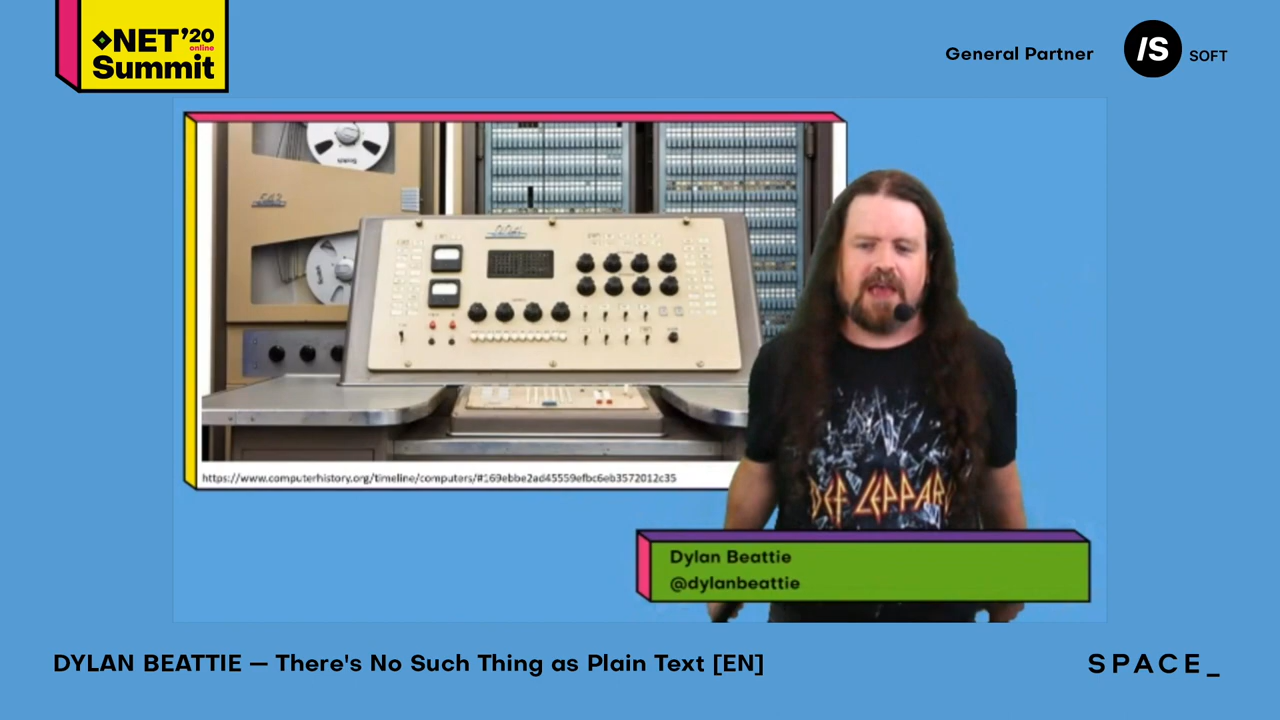 NET'20
online
Summit
General Partner
/S SOFT
https://www.computerhistory.org/timeline/computers/#169ebbe2ad45559efbc6eb3572012c35
DEF LEPPARD
Dylan Beattie
@dylanbeattie
DYLAN BEATTIE — There's No Such Thing as Plain Text [EN]
SPACE_